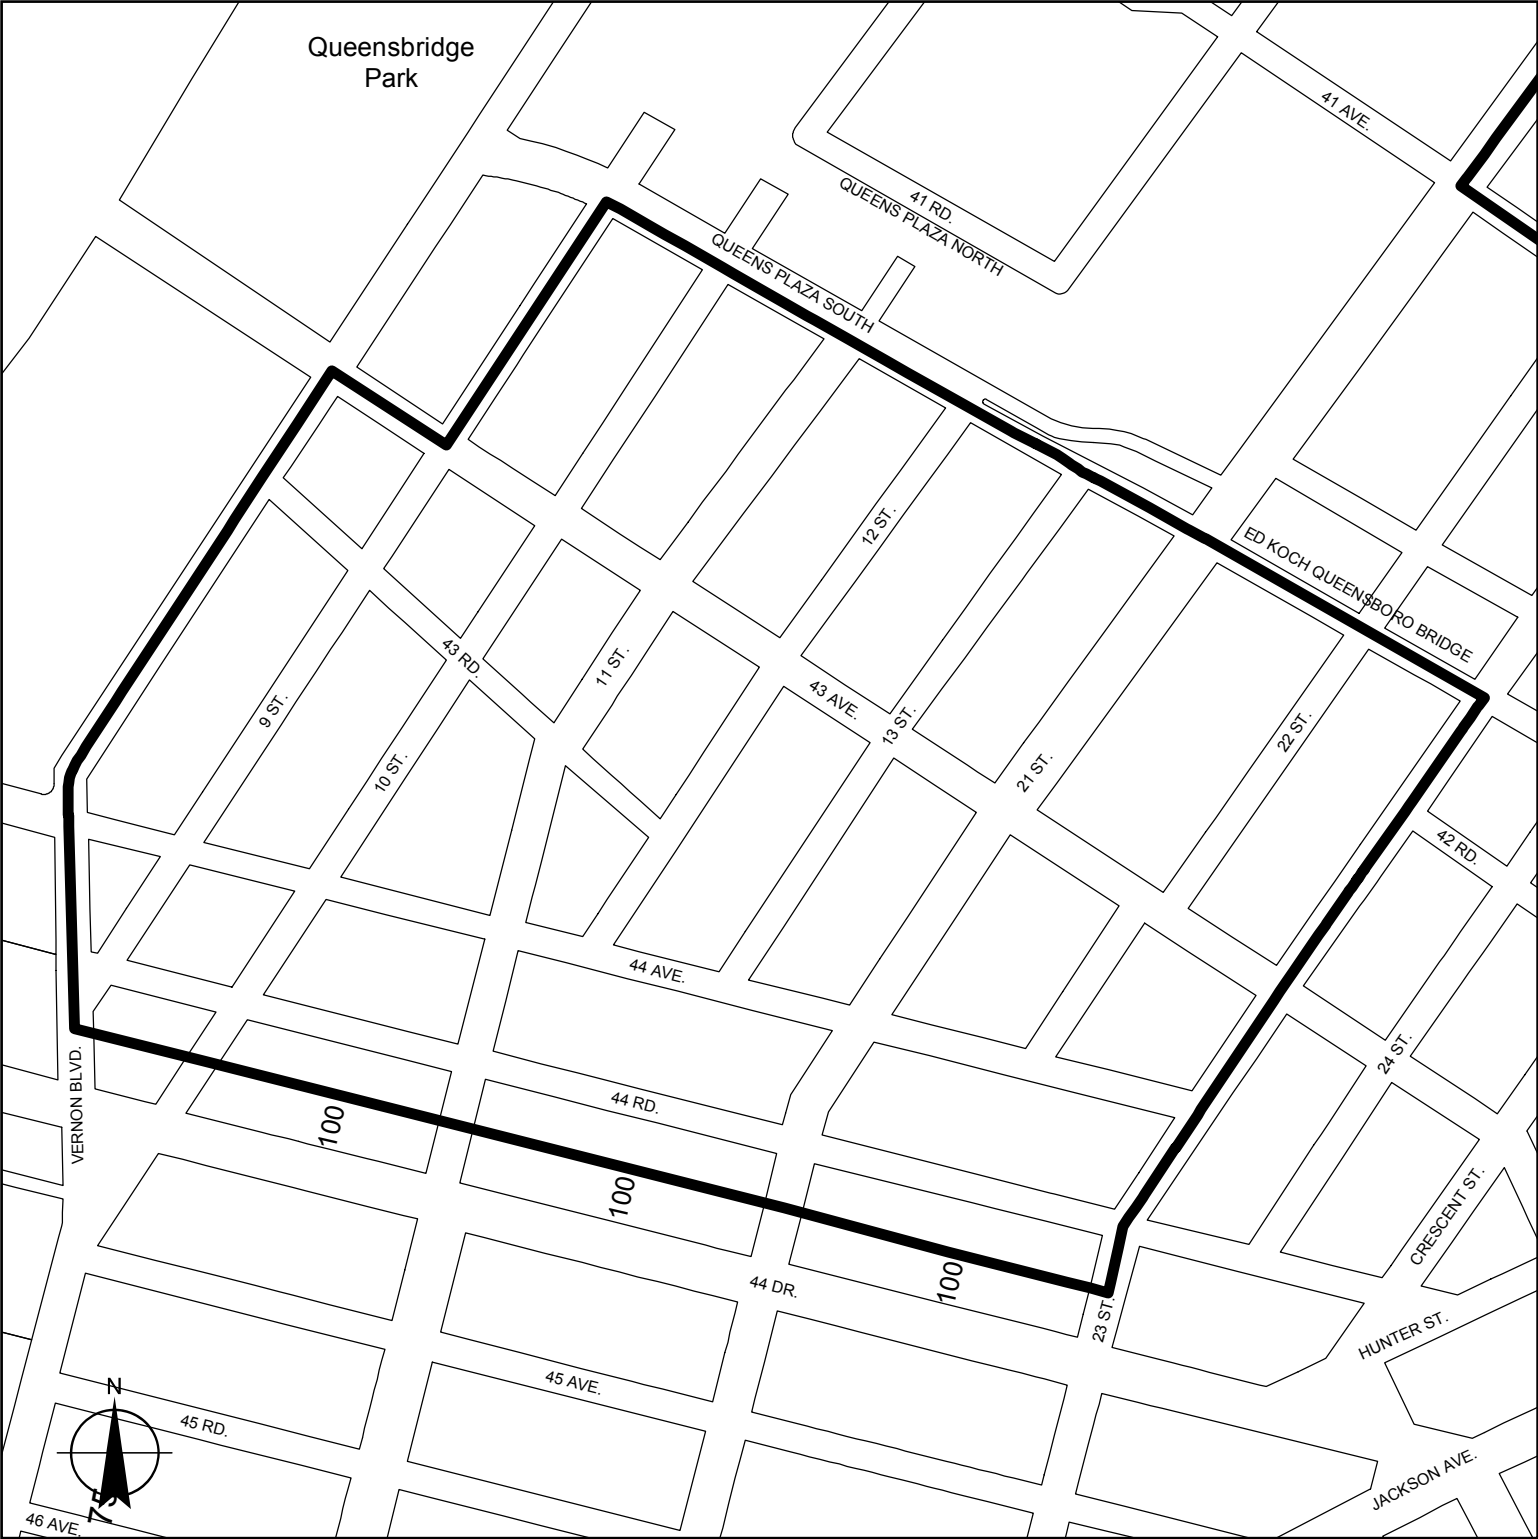 Queensbridge
Park
41 AVE.
41 RD.
QUEENS PLAZA NORTH
QUEENS PLAZA SOUTH
12 ST.
ED KOCH QUEENSBORO BRIDGE
43 RD.
11 ST.
43 AVE.
13 ST.
9 ST.
22 ST.
10 ST.
21 ST.
42 RD.
44 AVE.
24 ST.
VERNON BLVD.
44 RD.
100
100
100
CRESCENT ST.
44 DR.
23 ST.
HUNTER ST.
45 AVE.
N
45 RD.
JACKSON AVE.
75
46 AVE.